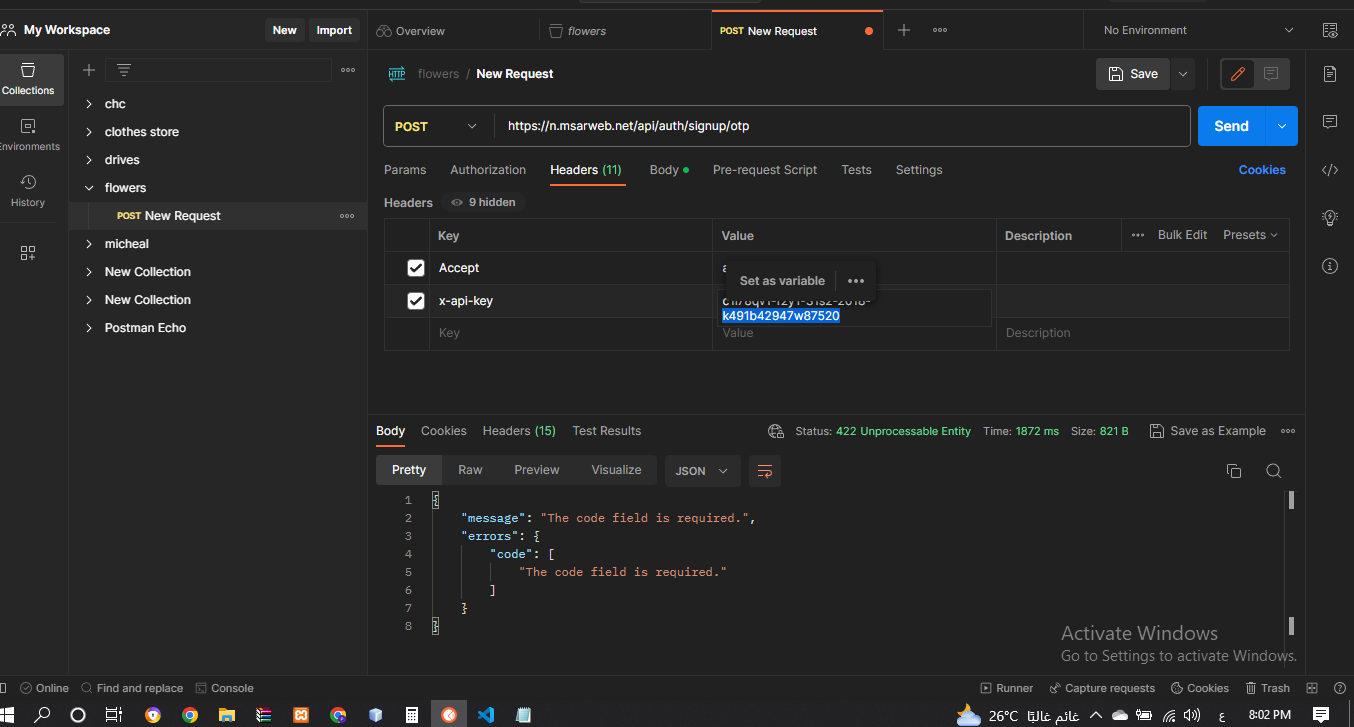 My Workspace
New
Import
Overview
flowers
POST New Request
No Environment
HTTP
flowers / New Request
Save
Collections
Environments
History
chc
clothes store
drives
flowers
POST New Request
micheal
New Collection
New Collection
Postman Echo
POST
https://n.msarweb.net/api/auth/signup/otp
Send
Params
Authorization
Headers (11)
Body
Pre-request Script
Tests
Settings
Cookies
Headers
9 hidden
Key
Value
Description
Bulk Edit
Presets
Accept
a
Set as variable
x-api-key
k491b42947w87520
Key
Value
Description
Body
Cookies
Headers (15)
Test Results
Status: 422 Unprocessable Entity
Time: 1872 ms
Size: 821 B
Save as Example
Pretty
Raw
Preview
Visualize
JSON
1 {
2 "message": "The code field is required.",
3 "errors": {
4 "code": [
5 "The code field is required."
6 ]
7 }
8 }
Activate Windows
Go to Settings to activate Windows.
Online
Find and replace
Console
Runner
Capture requests
Cookies
Trash
26°C غائم غالبًا
ع
8:02 PM